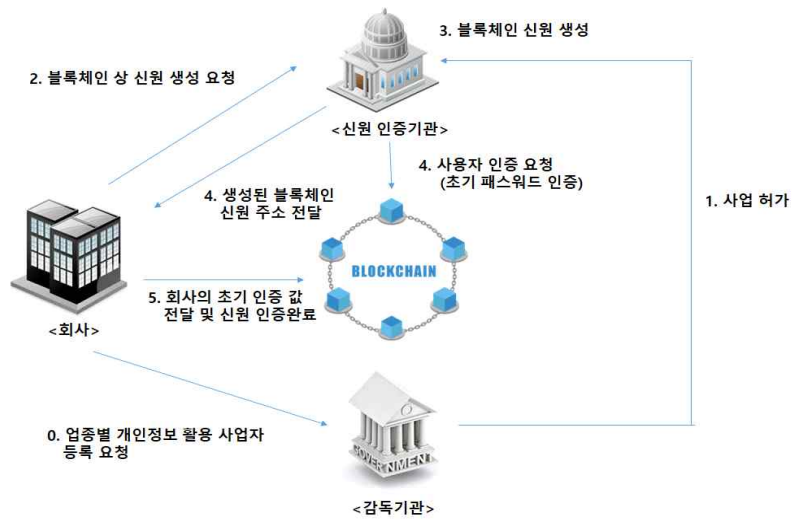 3. 블록체인 신원 생성
2. 블록체인 상 신원 생성 요청
<신원 인증기관>
4. 사용자 인증 요청
(초기 패스워드 인증)
4. 생성된 블록체인
신원 주소 전달
1. 사업 허가
BLOCKCHAIN
5. 회사의 초기 인증 값
전달 및 신원 인증완료
<회사>
0. 업종별 개인정보 활용 사업자
등록 요청
GOVERNMENT
<감독기관>